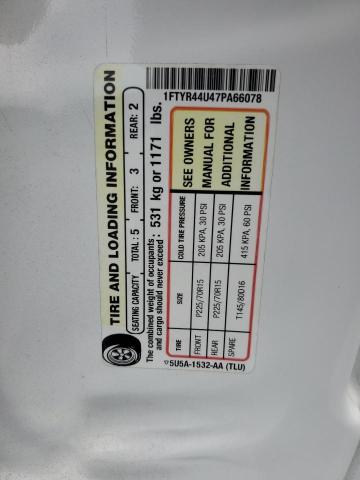 TIRE AND LOADING INFORMATION
SEATING CAPACITY TOTAL: 5 FRONT: 3 REAR: 2
The combined weight of occupants
and cargo should never exceed : 531 kg or 1171 lbs.
TIRE SIZE COLD TIRE PRESSURE
FRONT P225/70R15 205 KPA, 30 PSI
REAR P225/70R15 205 KPA, 30 PSI
SPARE T145/80D16 415 KPA, 60 PSI
SEE OWNERS
MANUAL FOR
ADDITIONAL
INFORMATION
5U5A-1532-AA (TLU)
1FTYR44U47PA66078